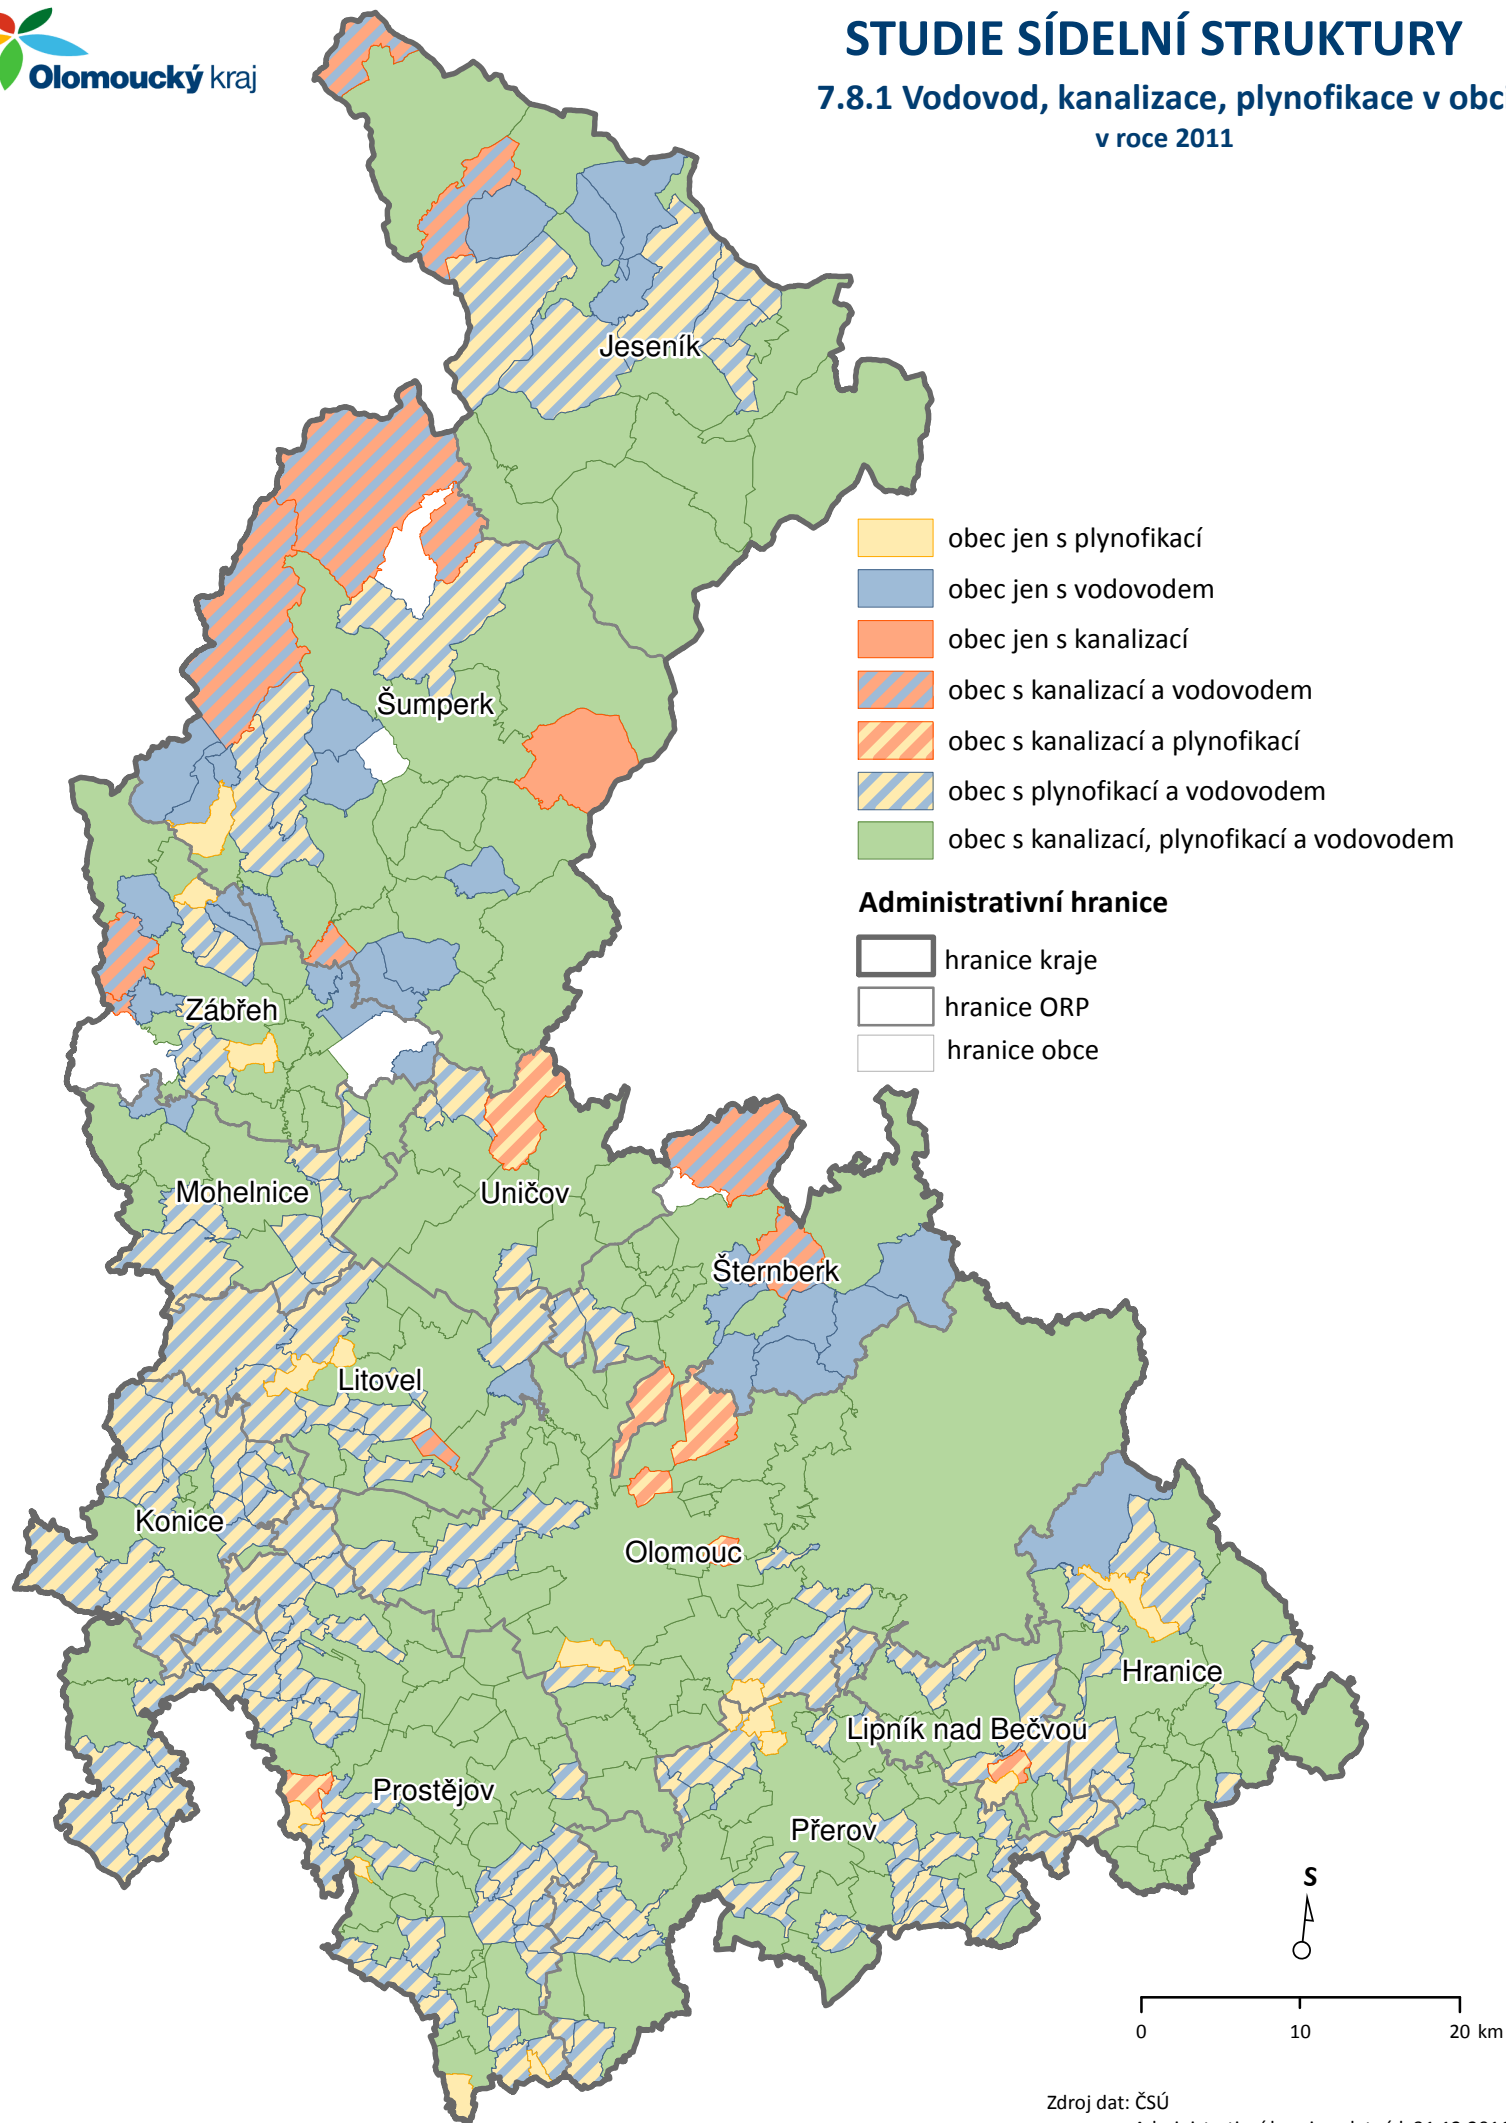 Olomoucký kraj
STUDIE SÍDELNÍ STRUKTURY
7.8.1 Vodovod, kanalizace, plynofikace v obci
v roce 2011
Jeseník
obec jen s plynofikací
obec jen s vodovodem
obec jen s kanalizací
obec s kanalizací a vodovodem
obec s kanalizací a plynofikací
obec s plynofikací a vodovodem
obec s kanalizací, plynofikací a vodovodem
Administrativní hranice
hranice kraje
hranice ORP
hranice obce
Šumperk
Zábřeh
Mohelnice
Uničov
Šternberk
Litovel
Konice
Olomouc
Hranice
Lipník nad Bečvou
Prostějov
Přerov
S
0 10 20 km
Zdroj dat: ČSÚ